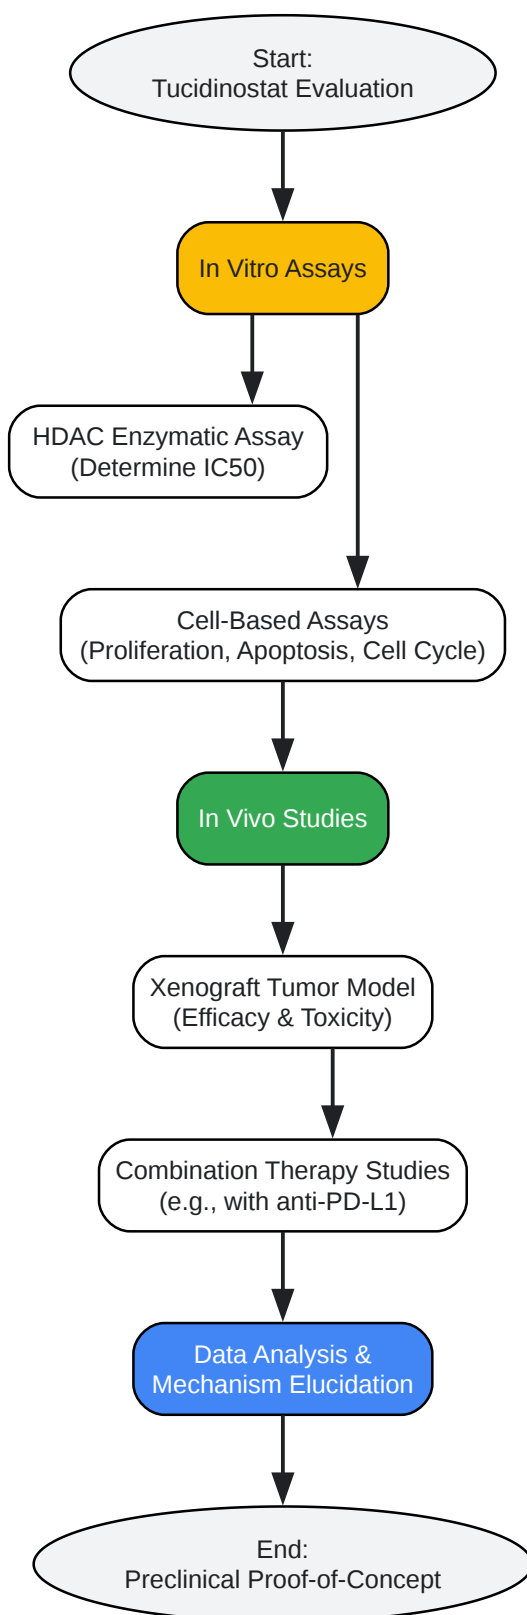 Start:
Tucidinostat Evaluation
In Vitro Assays
HDAC Enzymatic Assay
(Determine IC50)
Cell-Based Assays
(Proliferation, Apoptosis, Cell Cycle)
In Vivo Studies
Xenograft Tumor Model
(Efficacy & Toxicity)
Combination Therapy Studies
(e.g., with anti-PD-L1)
Data Analysis &
Mechanism Elucidation
End:
Preclinical Proof-of-Concept